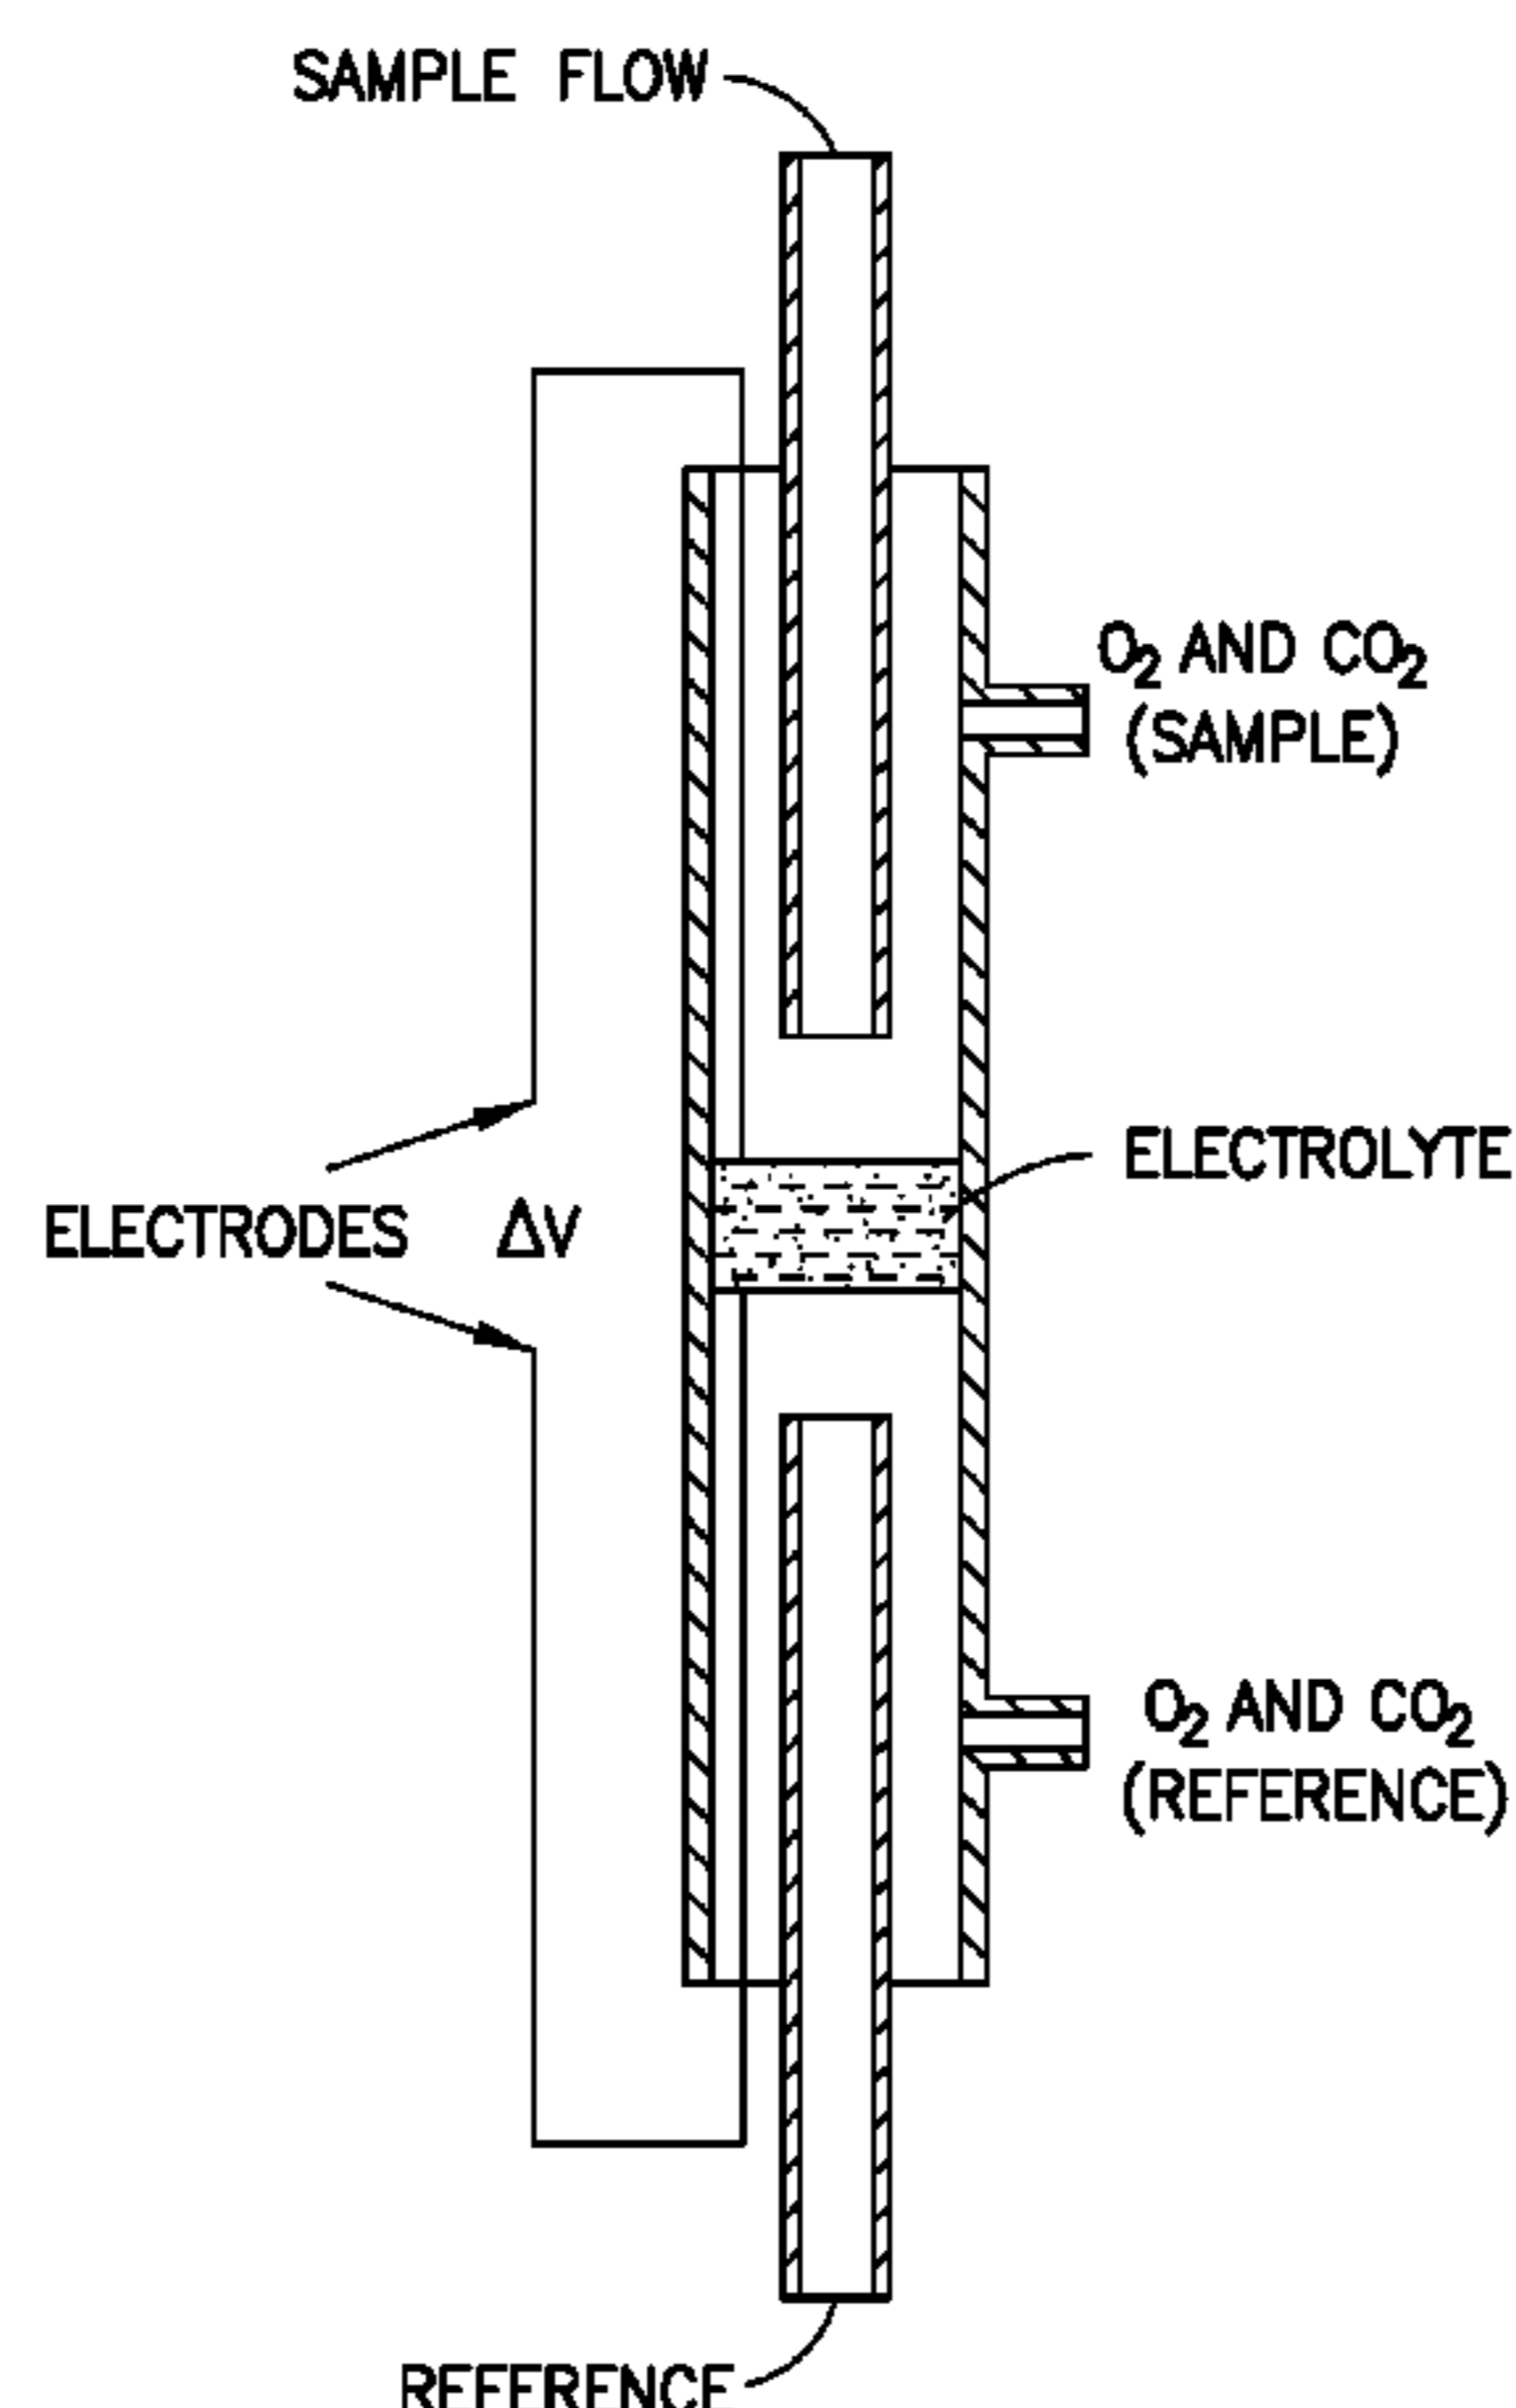 SAMPLE FLOW
O₂ AND CO₂
(SAMPLE)
ELECTROLYTE
ELECTRODES ΔV
O₂ AND CO₂
(REFERENCE)
REFERENCE